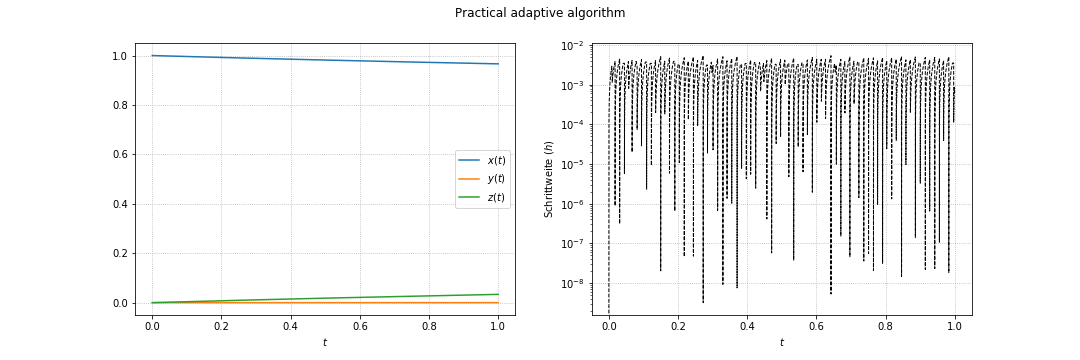 Practical adaptive algorithm
1.0
0.8
0.6
0.4
0.2
0.0
x(t)
y(t)
z(t)
0.0 0.2 0.4 0.6 0.8 1.0
t
Schrittweite (h)
10⁻²
10⁻³
10⁻⁴
10⁻⁵
10⁻⁶
10⁻⁷
10⁻⁸
0.0 0.2 0.4 0.6 0.8 1.0
t